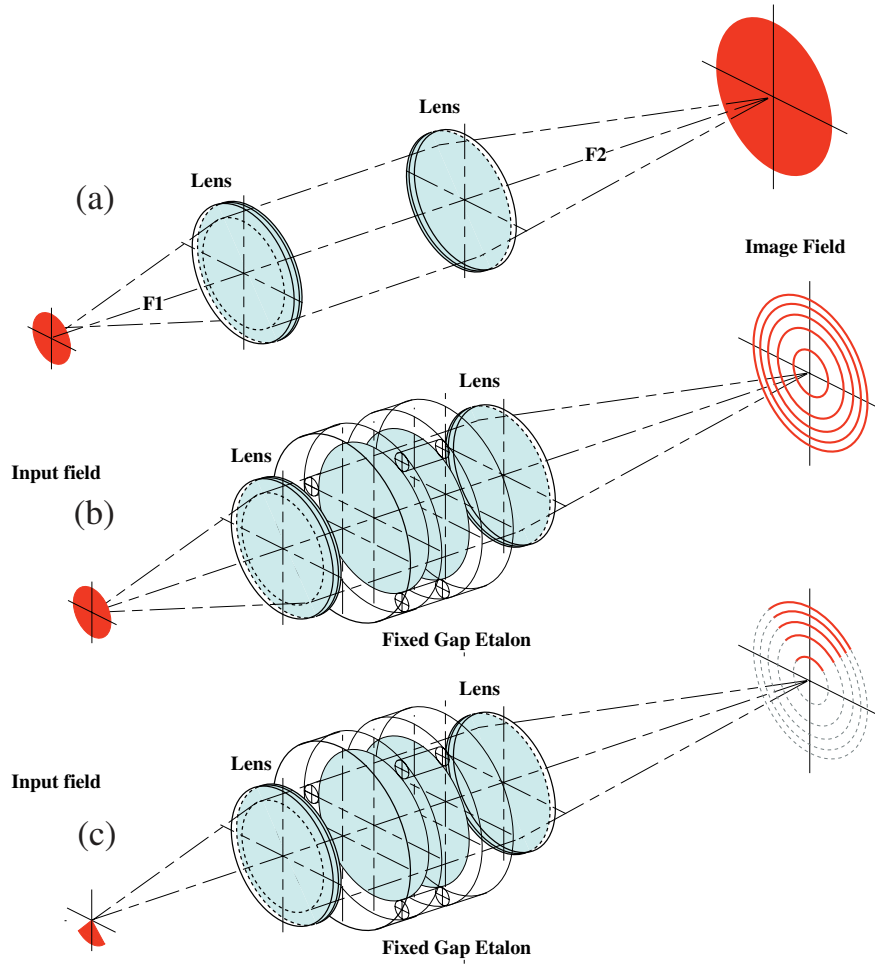 Lens
F2
Lens
(a)
Image Field
F1
Lens
Lens
Input field
(b)
Fixed Gap Etalon
Lens
Lens
Input field
(c)
Fixed Gap Etalon